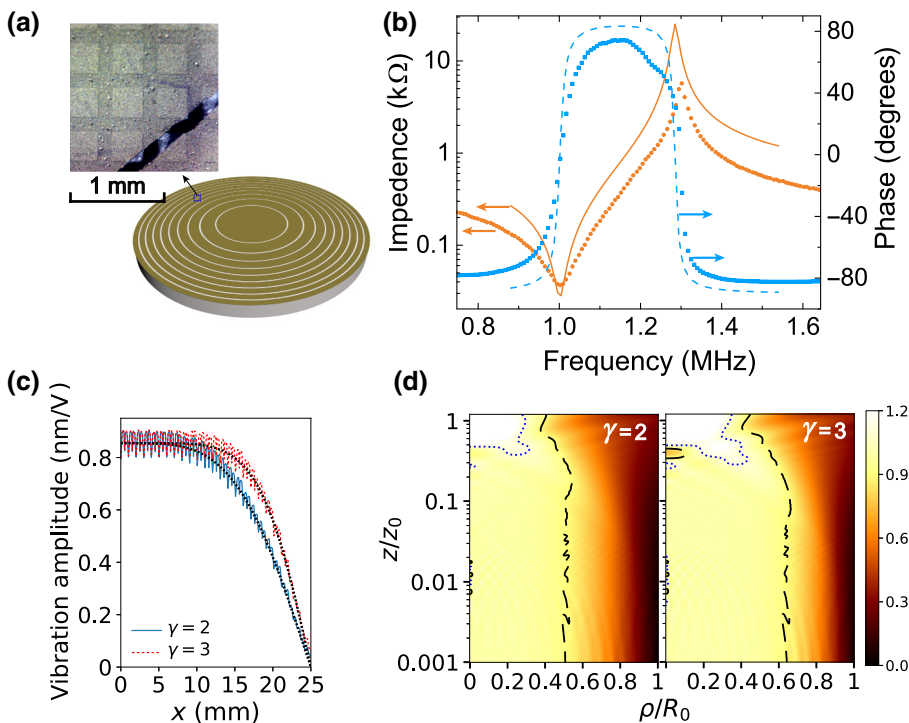 (a)
1 mm
(b)
Impedence (kΩ)
10
1
0.1
0.8 1.0 1.2 1.4 1.6
Frequency (MHz)
80
40
0
−40
−80
Phase (degrees)
(c)
Vibration amplitude (nm/V)
0.8
0.6
0.4
0.2
0
γ = 2
γ = 3
0 5 10 15 20 25
x (mm)
(d)
z/z₀
1
0.1
0.01
0.001
γ = 2
γ = 3
0 0.2 0.4 0.6 0.8 1 0.2 0.4 0.6 0.8 1
ρ/R₀
1.2
0.9
0.6
0.3
0.0